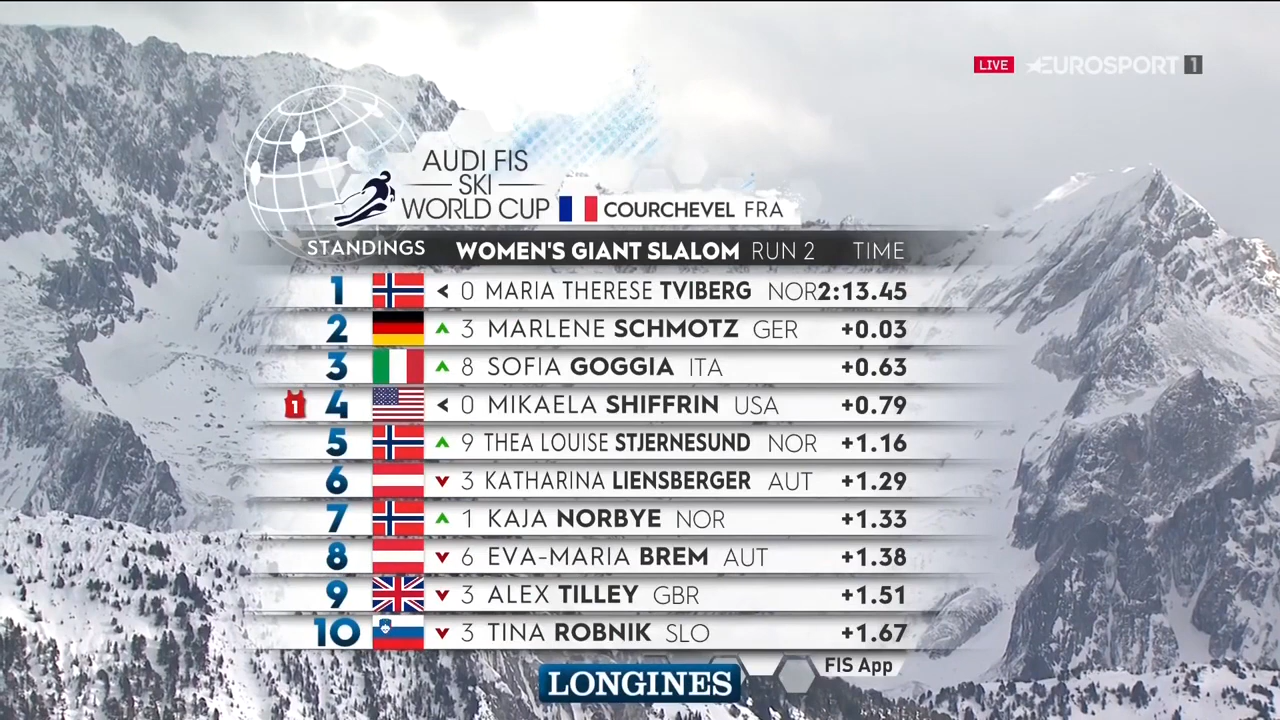 LIVE EUROSPORT 1
AUDI FIS
SKI
WORLD CUP COURCHEVEL FRA
STANDINGS WOMEN'S GIANT SLALOM RUN 2 TIME
1 < 0 MARIA THERESE TVIBERG NOR 2:13.45
2 3 MARLENE SCHMOTZ GER +0.03
3 8 SOFIA GOGGIA ITA +0.63
1 4 < 0 MIKAELA SHIFFRIN USA +0.79
5 9 THEA LOUISE STJERNESUND NOR +1.16
6 3 KATHARINA LIENSBERGER AUT +1.29
7 1 KAJA NORBYE NOR +1.33
8 6 EVA-MARIA BREM AUT +1.38
9 3 ALEX TILLEY GBR +1.51
10 3 TINA ROBNIK SLO +1.67
FIS App
LONGINES